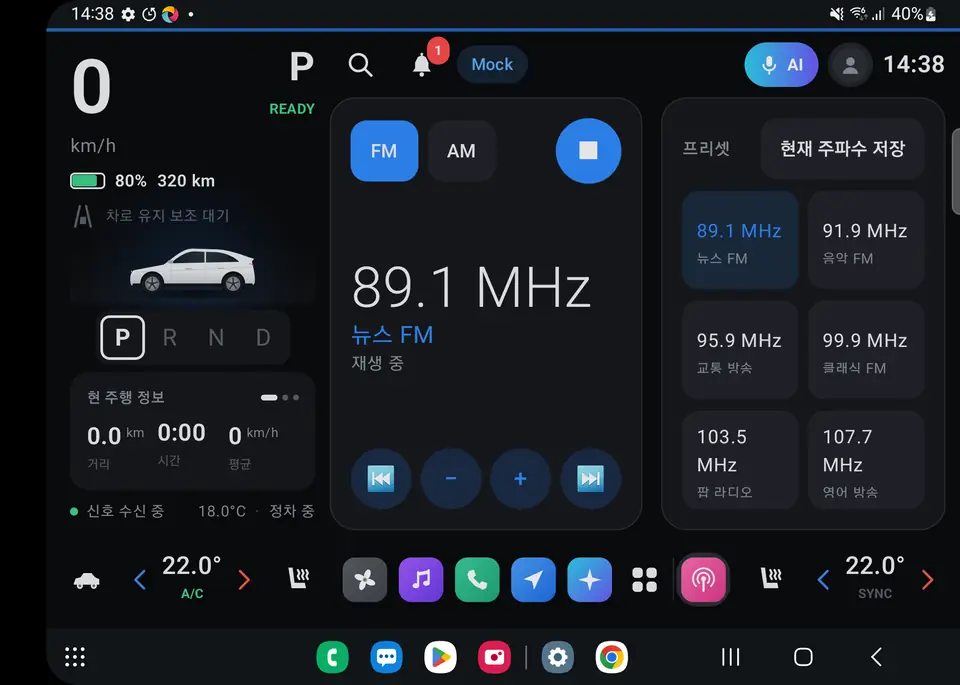 14:38
40%
0
km/h
P
READY
1
Mock
AI
14:38
80% 320 km
차로 유지 보조 대기
P R N D
현 주행 정보
0.0 km 0:00 0 km/h
거리 시간 평균
신호 수신 중 18.0°C · 정차 중
FM AM
89.1 MHz
뉴스 FM
재생 중
− +
프리셋 현재 주파수 저장
89.1 MHz
뉴스 FM
91.9 MHz
음악 FM
95.9 MHz
교통 방송
99.9 MHz
클래식 FM
103.5
MHz
팝 라디오
107.7
MHz
영어 방송
22.0°
A/C
22.0°
SYNC